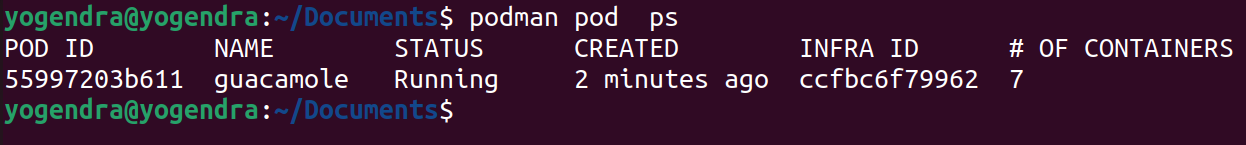 yogendra@yogendra:~/Documents$ podman pod  ps
POD ID        NAME        STATUS      CREATED        INFRA ID      # OF CONTAINERS
55997203b611  guacamole   Running     2 minutes ago  ccfbc6f79962  7
yogendra@yogendra:~/Documents$